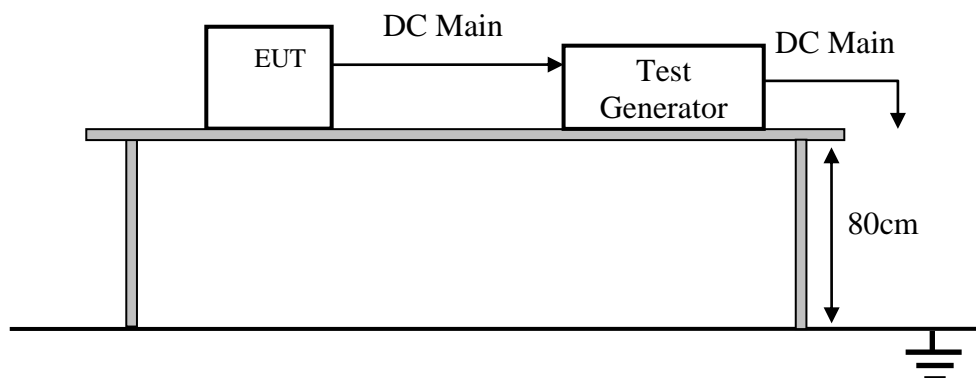 DC Main
DC Main
EUT
Test
Generator
80cm